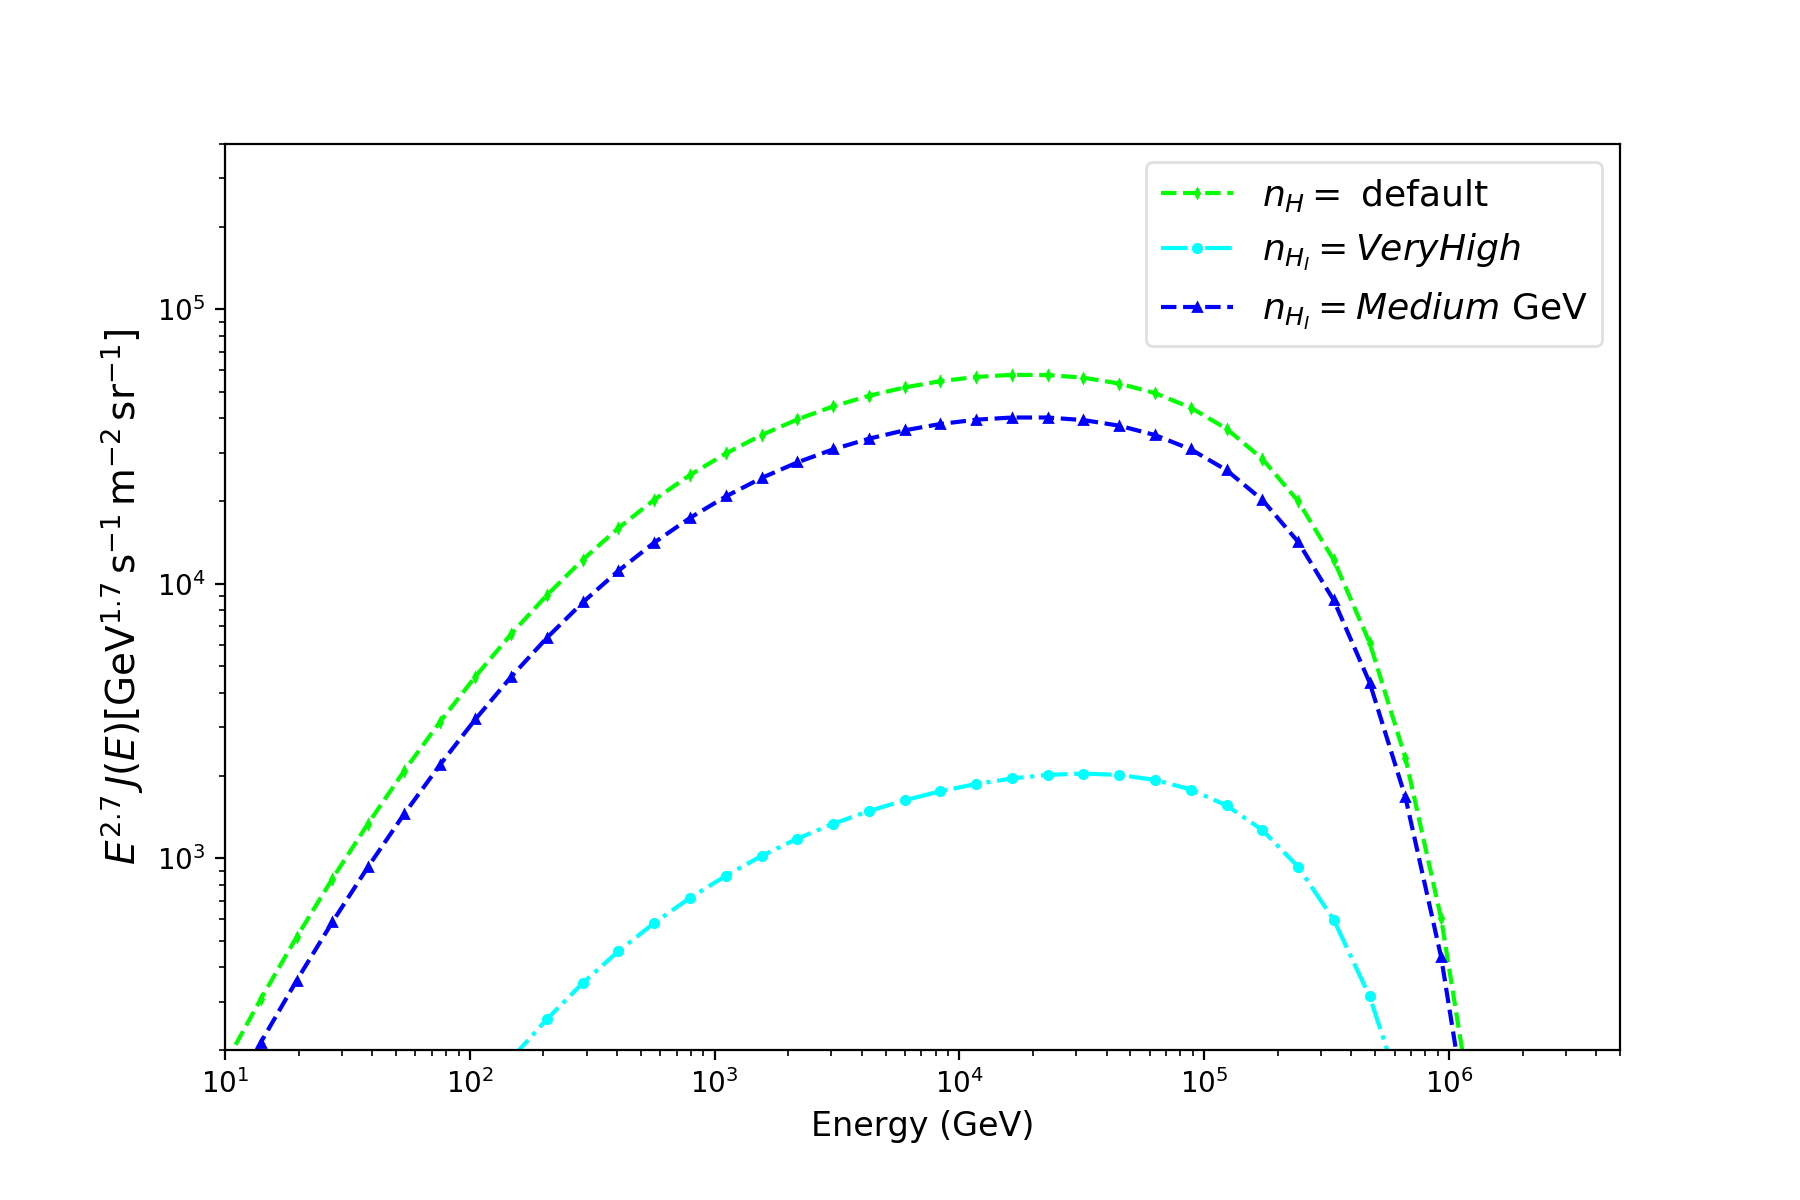 n_H = default
n_{H_I} = VeryHigh
n_{H_I} = Medium GeV
E^{2.7} J(E)[GeV^{1.7} s^{-1} m^{-2} sr^{-1}]
10^5
10^4
10^3
10^1 10^2 10^3 10^4 10^5 10^6
Energy (GeV)